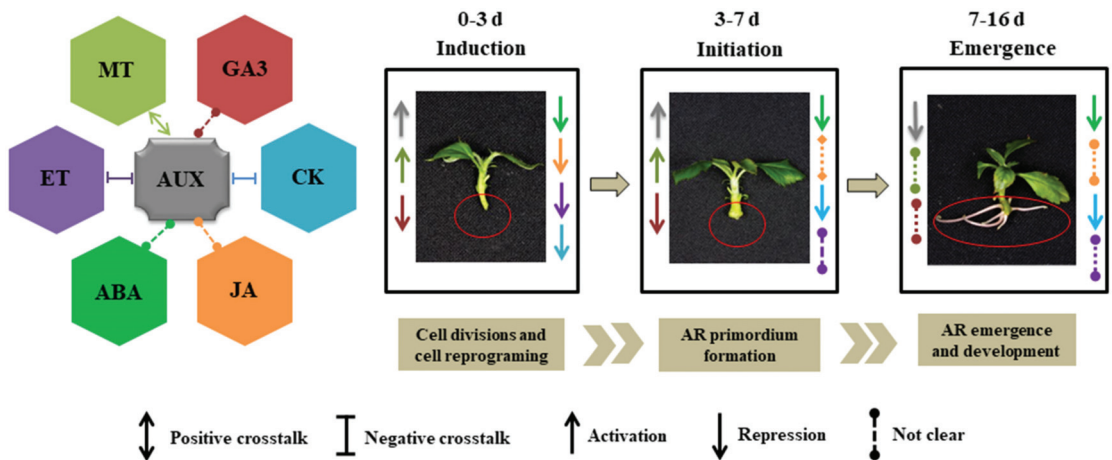 MT
GA3
ET
AUX
CK
ABA
JA
0-3 d
Induction
3-7 d
Initiation
7-16 d
Emergence
Cell divisions and
cell reprograming
AR primordium
formation
AR emergence
and development
Positive crosstalk
Negative crosstalk
Activation
Repression
Not clear